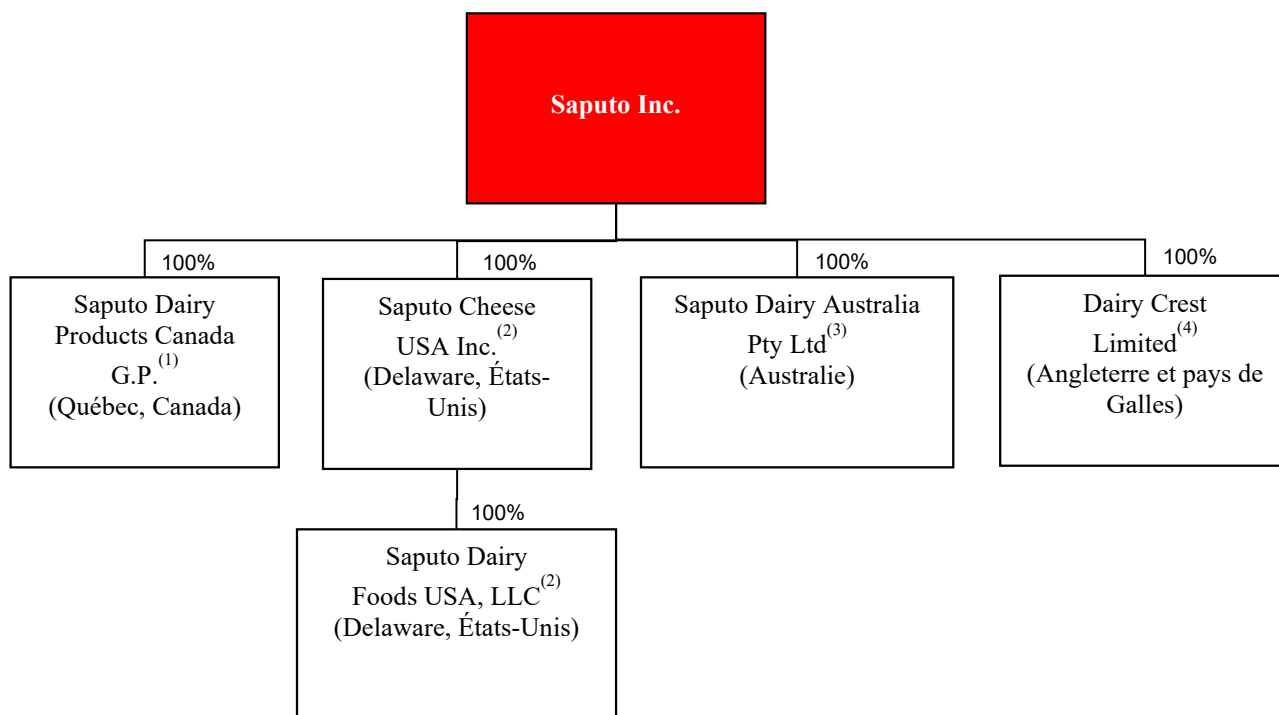 Saputo Inc.
100%
100%
100%
100%
Saputo Dairy
Products Canada
G.P.(1)
(Québec, Canada)
Saputo Cheese
USA Inc.(2)
(Delaware, États-
Unis)
Saputo Dairy Australia
Pty Ltd(3)
(Australie)
Dairy Crest
Limited(4)
(Angleterre et pays de
Galles)
100%
Saputo Dairy
Foods USA, LLC(2)
(Delaware, États-Unis)